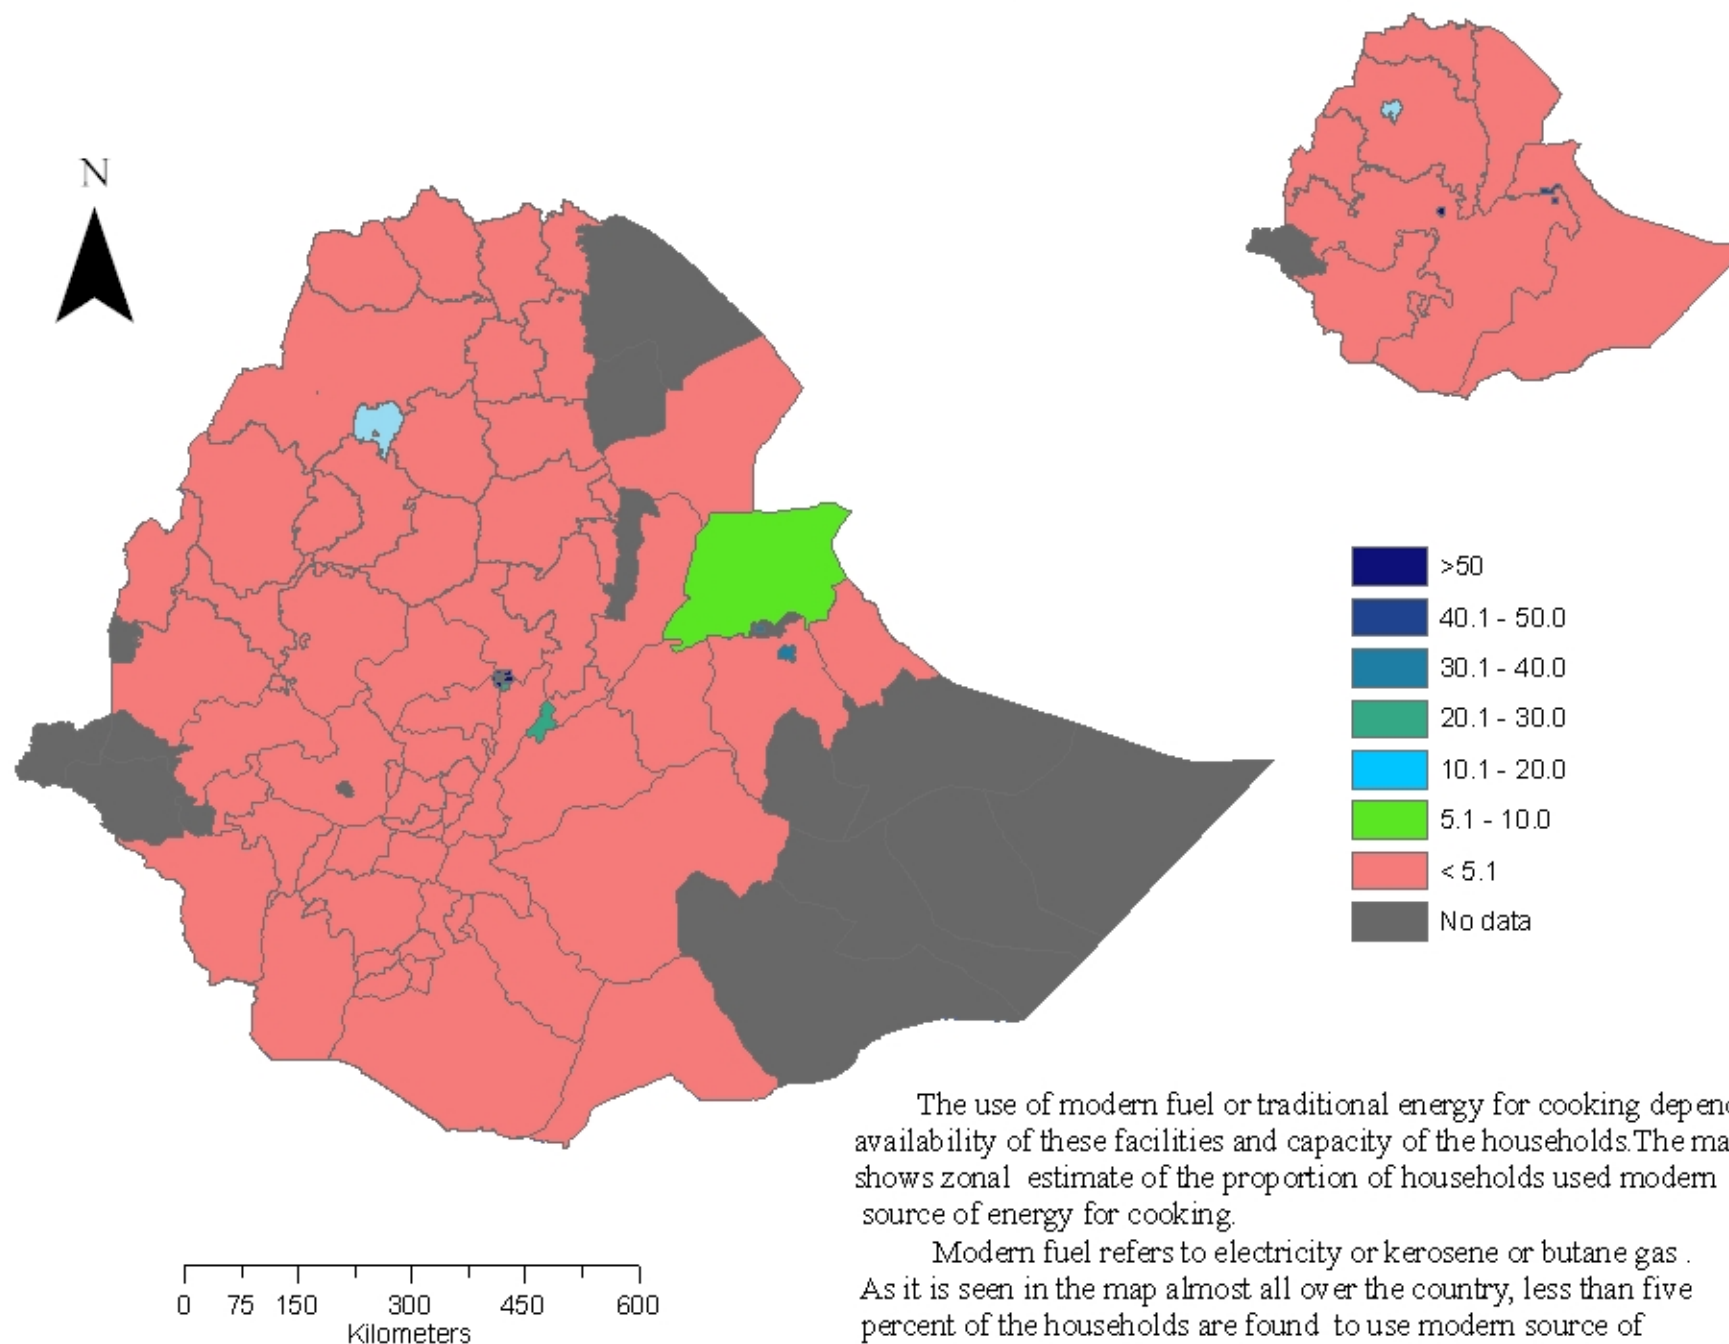 N
>50
40.1 - 50.0
30.1 - 40.0
20.1 - 30.0
10.1 - 20.0
5.1 - 10.0
< 5.1
No data
The use of modern fuel or traditional energy for cooking
availability of these facilities and capacity of the households.The
shows zonal estimate of the proportion of households used modern
source of energy for cooking.
Modern fuel refers to electricity or kerosene or butane gas .
As it is seen in the map almost all over the country, less than five
percent of the households are found to use modern source of
0 75 150 300 450 600
Kilometers